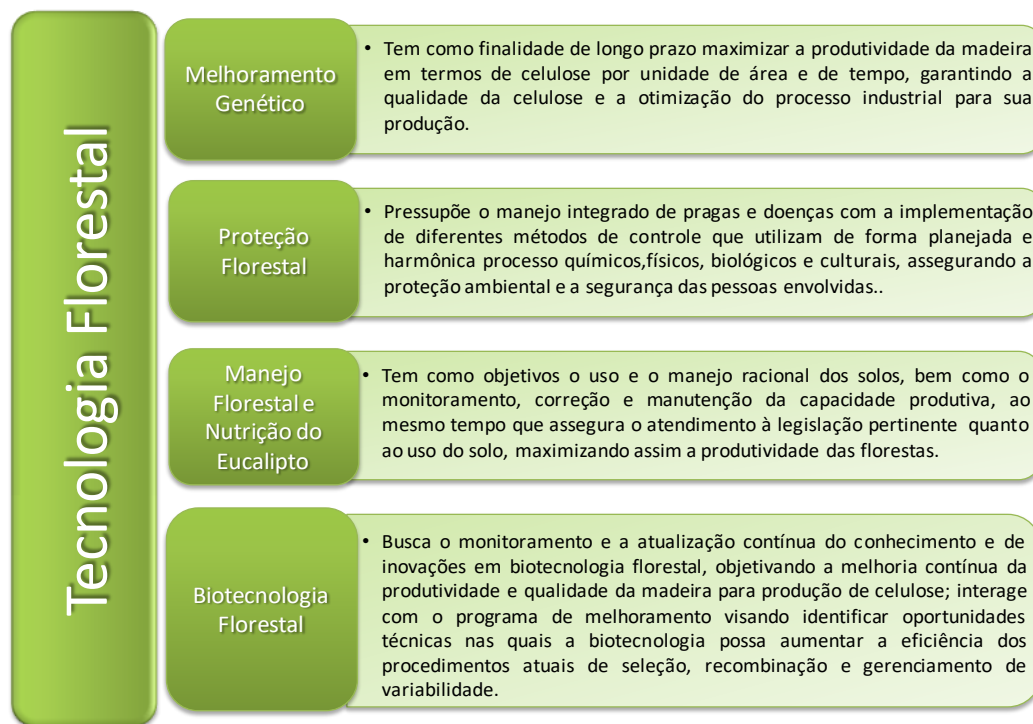 Tecnologia Florestal
Melhoramento
Genético
• Tem como finalidade de longo prazo maximizar a produtividade da madeira
em termos de celulose por unidade de área e de tempo, garantindo a
qualidade da celulose e a otimização do processo industrial para sua
produção.
Proteção
Florestal
• Pressupõe o manejo integrado de pragas e doenças com a implementação
de diferentes métodos de controle que utilizam de forma planejada e
harmônica processo químicos,físicos, biológicos e culturais, assegurando a
proteção ambiental e a segurança das pessoas envolvidas..
Manejo
Florestal e
Nutrição do
Eucalipto
• Tem como objetivos o uso e o manejo racional dos solos, bem como o
monitoramento, correção e manutenção da capacidade produtiva, ao
mesmo tempo que assegura o atendimento à legislação pertinente quanto
ao uso do solo, maximizando assim a produtividade das florestas.
Biotecnologia
Florestal
• Busca o monitoramento e a atualização contínua do conhecimento e de
inovações em biotecnologia florestal, objetivando a melhoria contínua da
produtividade e qualidade da madeira para produção de celulose; interage
com o programa de melhoramento visando identificar oportunidades
técnicas nas quais a biotecnologia possa aumentar a eficiência dos
procedimentos atuais de seleção, recombinação e gerenciamento de
variabilidade.